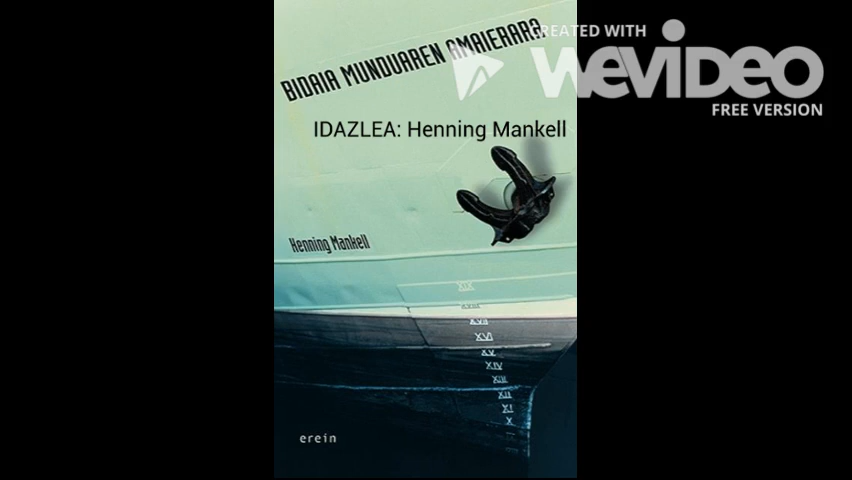 CREATED WITH
WEVIDEO
FREE VERSION
BIDAIA MUNDUAREN AMAIERARA
IDAZLEA: Henning Mankell
Henning Mankell
XIX
XVIII
XVII
XVI
XV
XIV
XIII
XII
XI
X
erein